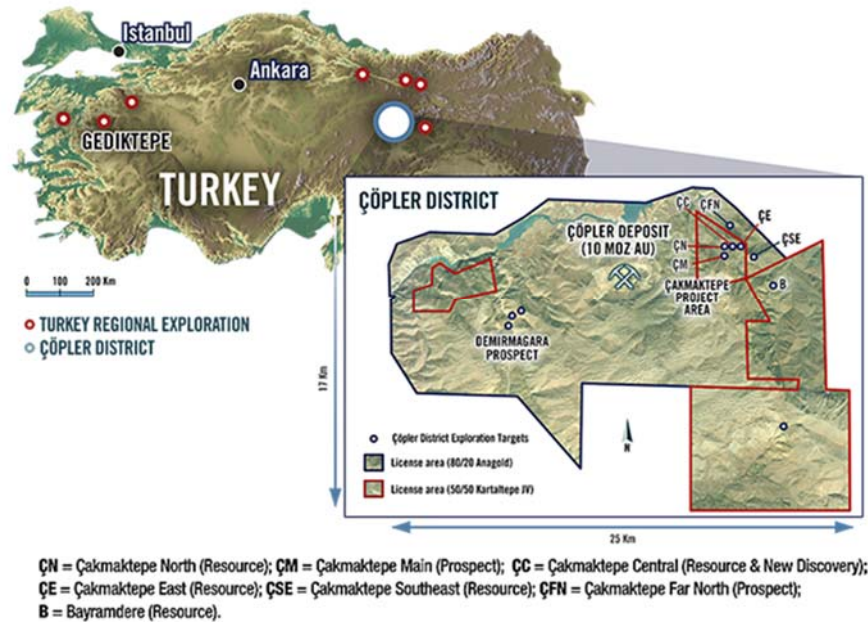 Istanbul
Ankara
GEDIKTEPE
TURKEY
0 100 200 Km
TURKEY REGIONAL EXPLORATION
ÇÖPLER DISTRICT
ÇÖPLER DISTRICT
ÇC
ÇFN
ÇE
ÇSE
ÇÖPLER DEPOSIT
(10 MOZ AU)
ÇN
ÇM
ÇAKMAKTEPE
PROJECT
AREA
B
DEMIRMAGARA
PROSPECT
17 Km
Çöpler District Exploration Targets
License area (80/20 Anagold)
License area (50/50 Kartaltepe JV)
N
25 Km
ÇN = Çakmaktepe North (Resource); ÇM = Çakmaktepe Main (Prospect); ÇC = Çakmaktepe Central (Resource & New Discovery);
ÇE = Çakmaktepe East (Resource); ÇSE = Çakmaktepe Southeast (Resource); ÇFN = Çakmaktepe Far North (Prospect);
B = Bayramdere (Resource).